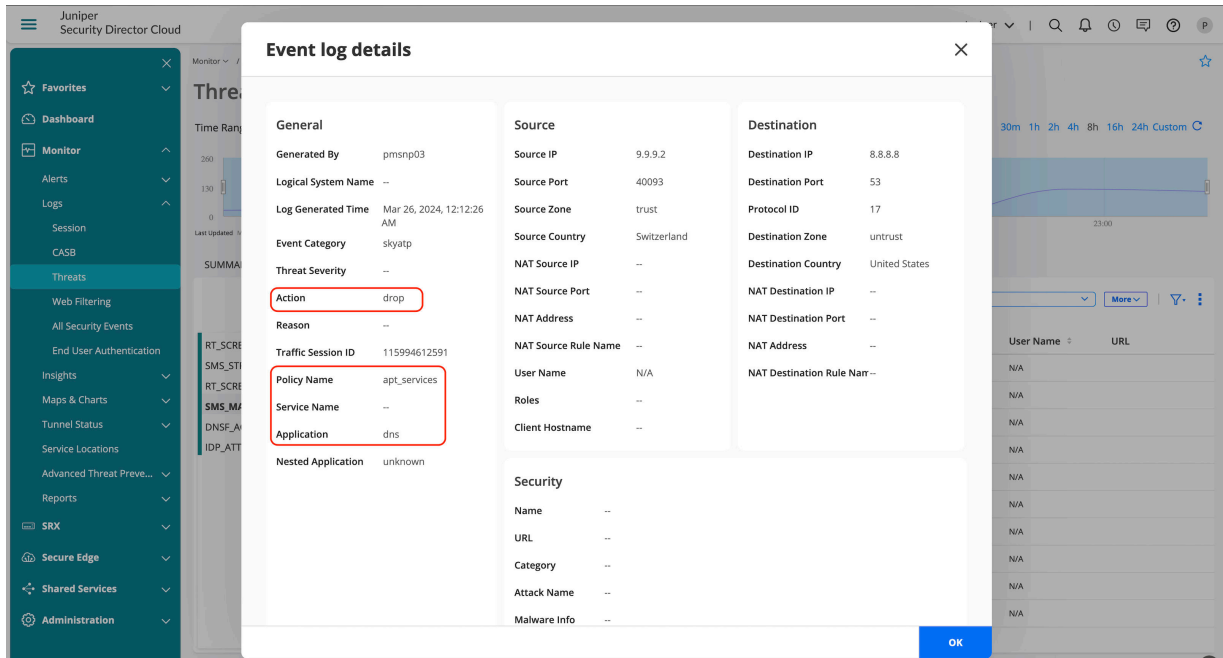 Juniper
Security Director Cloud
P
Monitor /
Favorites
Dashboard
Monitor
Alerts
Logs
Session
CASB
Threats
Web Filtering
All Security Events
End User Authentication
Insights
Maps & Charts
Tunnel Status
Service Locations
Advanced Threat Preve...
Reports
SRX
Secure Edge
Shared Services
Administration
Time Rang
260
130
0
Last Updated
SUMMA
RT_SCRE
SMS_STI
RT_SCRE
SMS_MA
DNSF_A
IDP_ATT
Event log details
General
Generated By pmsnp03
Logical System Name --
Log Generated Time Mar 26, 2024, 12:12:26
AM
Event Category skyatp
Threat Severity --
Action drop
Reason --
Traffic Session ID 115994612591
Policy Name apt_services
Service Name --
Application dns
Nested Application unknown
Source
Source IP 9.9.9.2
Source Port 40093
Source Zone trust
Source Country Switzerland
NAT Source IP --
NAT Source Port --
NAT Address --
NAT Source Rule Name --
User Name N/A
Roles --
Client Hostname --
Destination
Destination IP 8.8.8.8
Destination Port 53
Protocol ID 17
Destination Zone untrust
Destination Country United States
NAT Destination IP --
NAT Destination Port --
NAT Address --
NAT Destination Rule Nam --
Security
Name --
URL --
Category --
Attack Name --
Malware Info --
OK
30m 1h 2h 4h 8h 16h 24h Custom
23:00
More
User Name URL
N/A
N/A
N/A
N/A
N/A
N/A
N/A
N/A
N/A
N/A